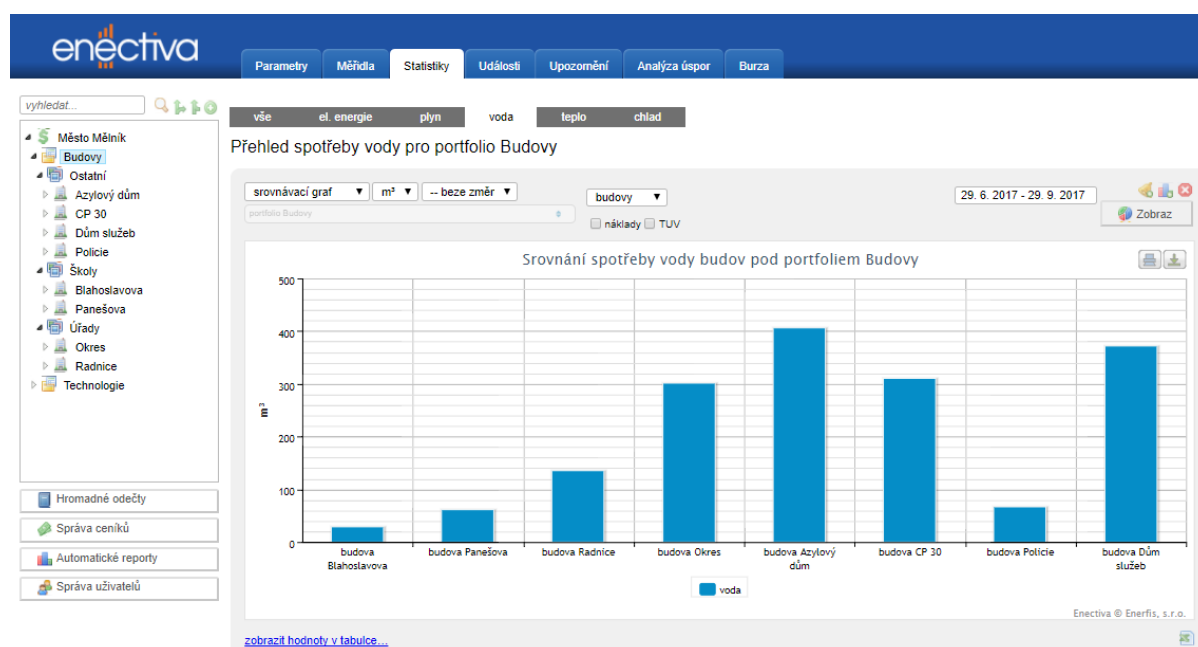 enectiva
Parametry Měřidla Statistiky Události Upozornění Analýza úspor Burza
vyhledat...
Město Mělník
Budovy
Ostatní
Azylový dům
CP 30
Dům služeb
Policie
Školy
Blahoslavova
Panešova
Úřady
Okres
Radnice
Technologie
Hromadné odečty
Správa ceníků
Automatické reporty
Správa uživatelů
vše el. energie plyn voda teplo chlad
Přehled spotřeby vody pro portfolio Budovy
srovnávací graf m³ -- beze změr budovy 29. 6. 2017 - 29. 9. 2017
portfolio Budovy
náklady TUV
Zobraz
Srovnání spotřeby vody budov pod portfoliem Budovy
500
400
300
200
100
0
m³
budova Blahoslavova
budova Panešova
budova Radnice
budova Okres
budova Azylový dům
budova CP 30
budova Policie
budova Dům služeb
voda
Enectiva © Enerfis, s.r.o.
zobrazit hodnoty v tabulce...